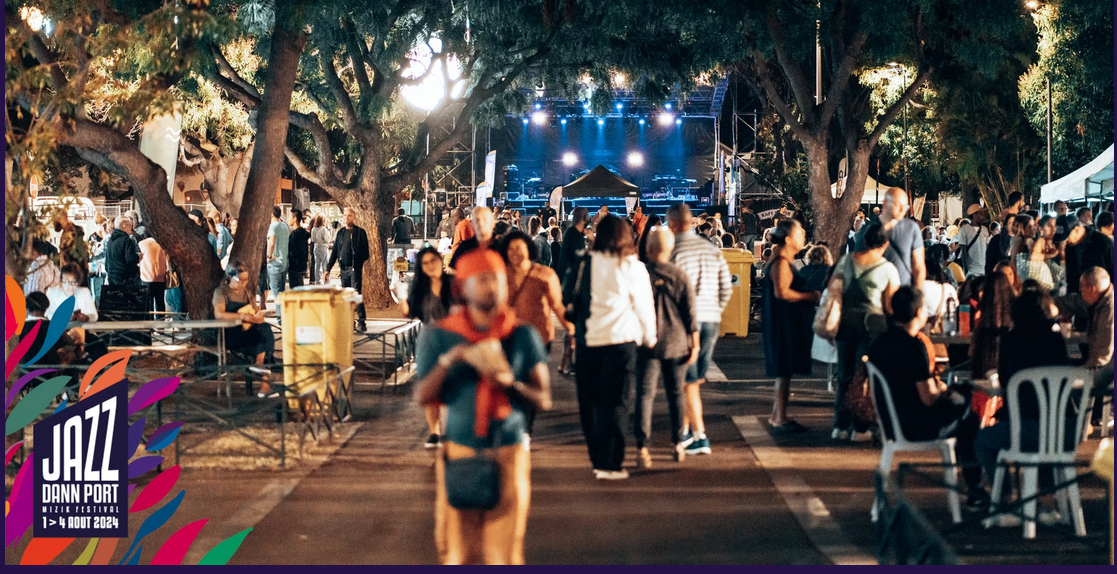 JAZZ
DANN PORT
MIZIK FESTIVAL
1 > 4 AOUT 2024